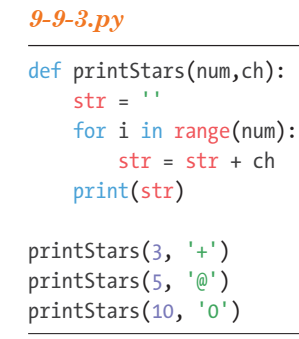 9-9-3.py
def printStars(num,ch):
    str = ''
    for i in range(num):
        str = str + ch
    print(str)
printStars(3, '+')
printStars(5, '@')
printStars(10, 'O')